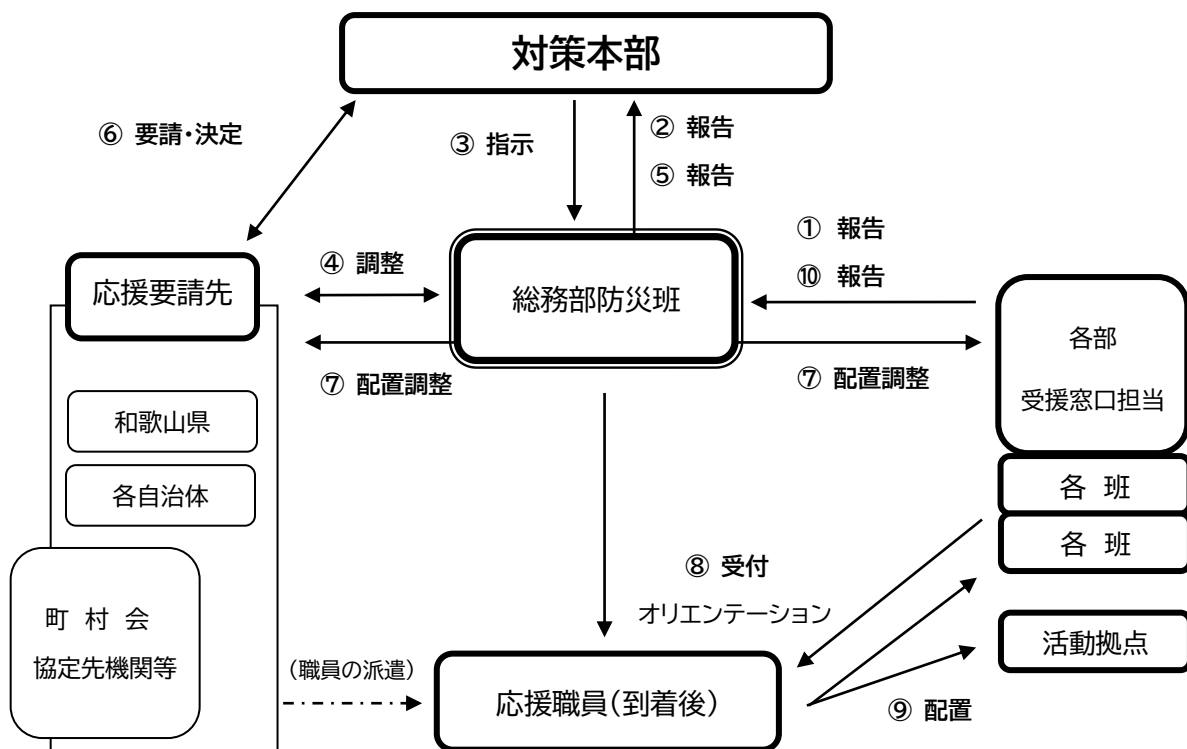 対策本部
⑥ 要請・決定
③ 指示
② 報告
⑤ 報告
① 報告
⑩ 報告
応援要請先
④ 調整
総務部防災班
各部
受援窓口担当
⑦ 配置調整
⑦ 配置調整
和歌山県
各自治体
各 班
各 班
⑧ 受付
オリエンテーション
町 村 会
協定先機関等
(職員の派遣)
応援職員(到着後)
活動拠点
⑨ 配置